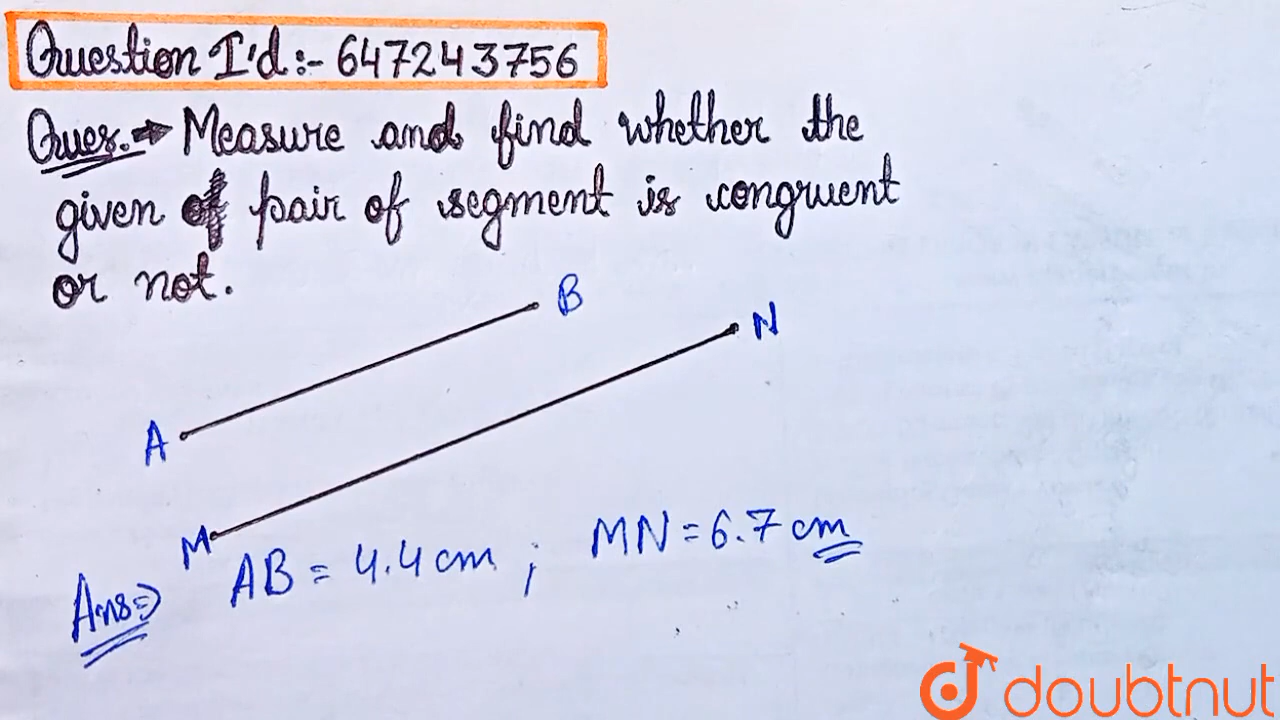 Question I'd :- 647243756
Ques. → Measure and find whether the
given pair of segment is congruent
or not.
B
N
A
M
AB = 4.4 cm ; MN = 6.7 cm
Ans ⇒
doubtnut